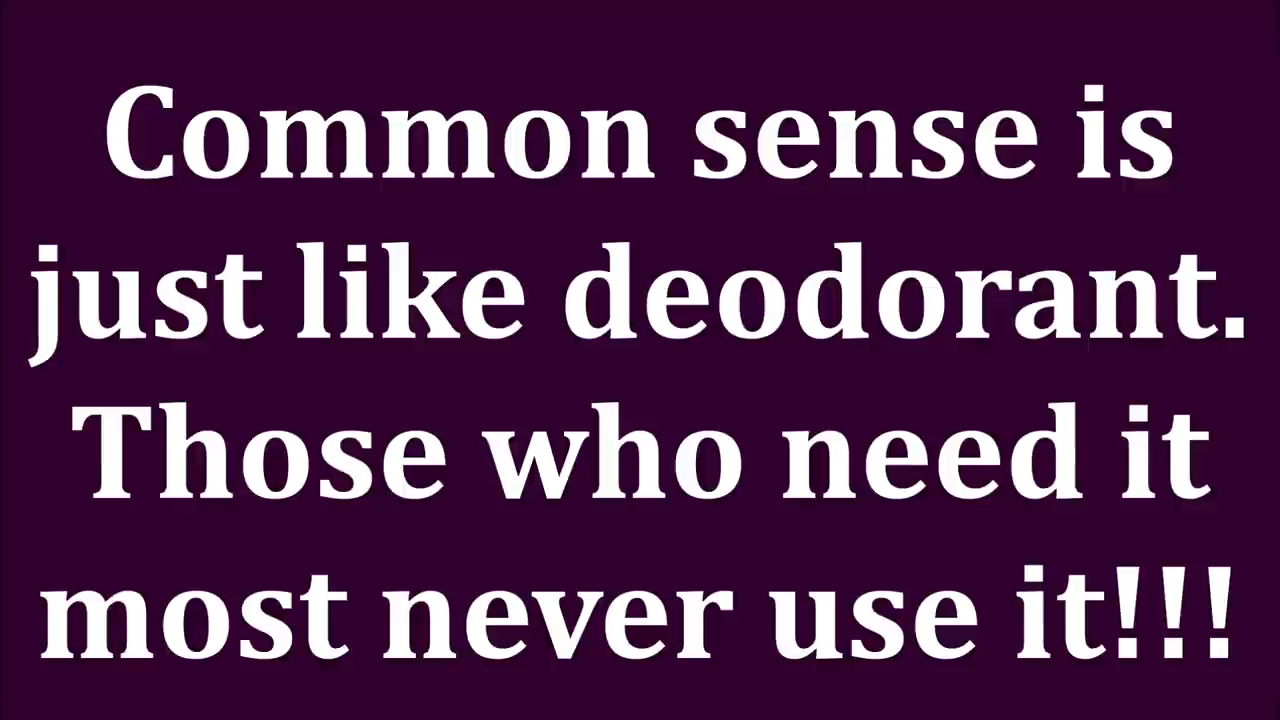 Common sense is
just like deodorant.
Those who need it
most never use it!!!